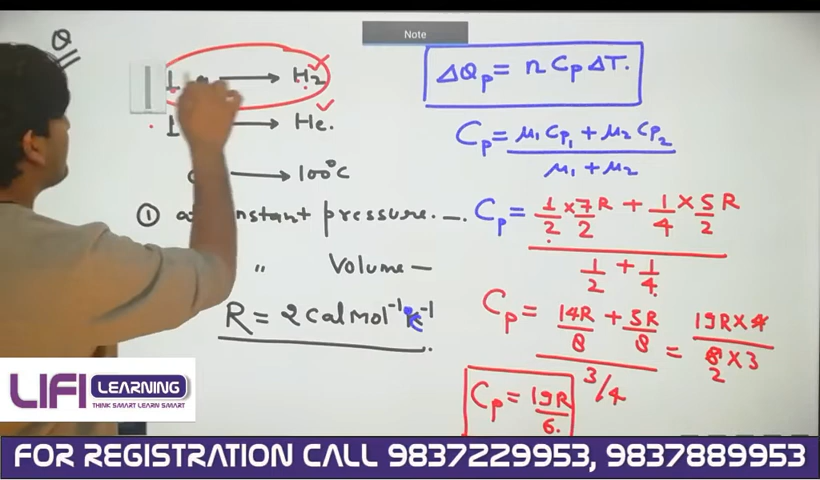 Note
Q
→ H2
→ He.
→ 100°C
① at constant pressure. —
" Volume —
R = 2 cal mol⁻¹ K⁻¹
ΔQp = n Cp ΔT.
Cp = μ1 Cp1 + μ2 Cp2 / μ1 + μ2
Cp = 1/2 × 7/2 R + 1/4 × 5/2 R / 1/2 + 1/4
Cp = 14R/8 + 5R/8 / 3/4 = 19R × 4 / 8 × 3
2
Cp = 19R/6.
LIFI LEARNING
THINK SMART LEARN SMART
FOR REGISTRATION CALL 9837229953, 9837889953